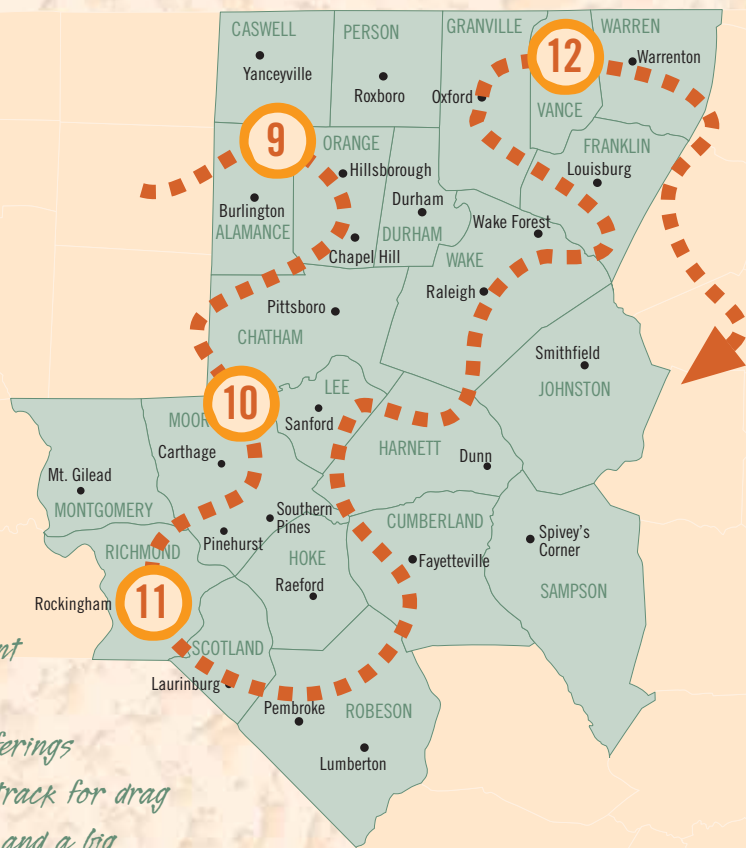 CASWELL
PERSON
GRANVILLE
WARREN
12
Yanceyville
Roxboro
Oxford
Warrenton
VANCE
9
ORANGE
FRANKLIN
Hillsborough
Louisburg
Burlington
Durham
ALAMANCE
DURHAM
Wake Forest
Chapel Hill
WAKE
Raleigh
Pittsboro
CHATHAM
Smithfield
JOHNSTON
10
LEE
MOOR
Sanford
Carthage
HARNETT
Dunn
Mt. Gilead
MONTGOMERY
Southern
Pines
Pinehurst
CUMBERLAND
Spivey's
Corner
RICHMOND
HOKE
Fayetteville
Raeford
SAMPSON
Rockingham
11
SCOTLAND
Laurinburg
Pembroke
ROBESON
Lumberton
track for drag
and a big